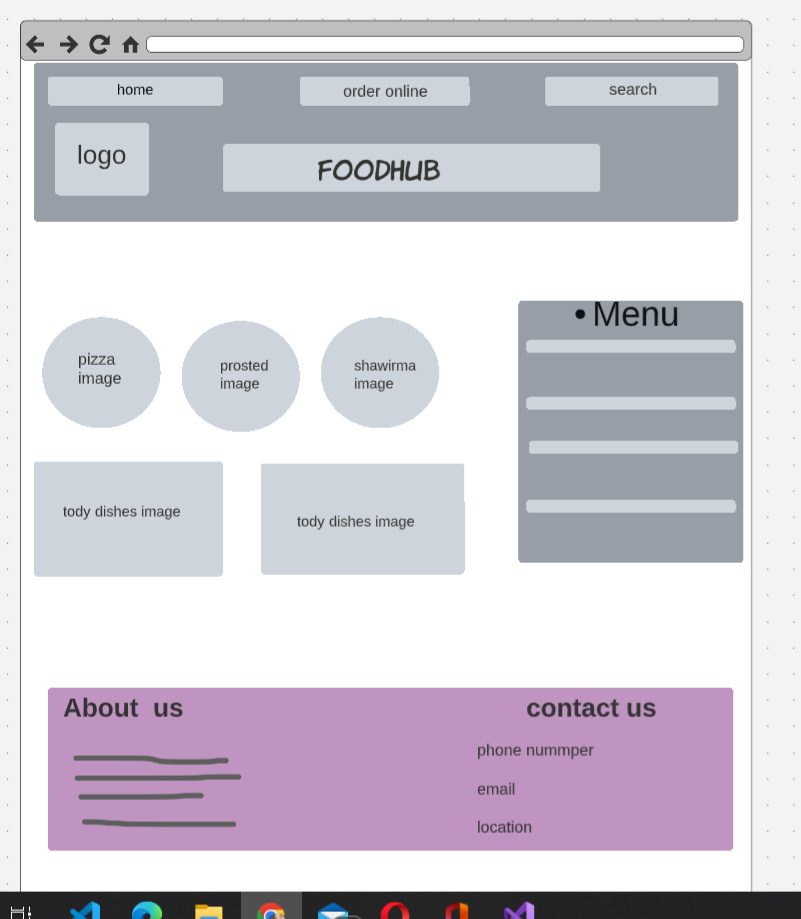 home
order online
search
logo
FOODHUB
• Menu
pizza
image
prosted
image
shawirma
image
tody dishes image
tody dishes image
About us
contact us
phone nummper
email
location